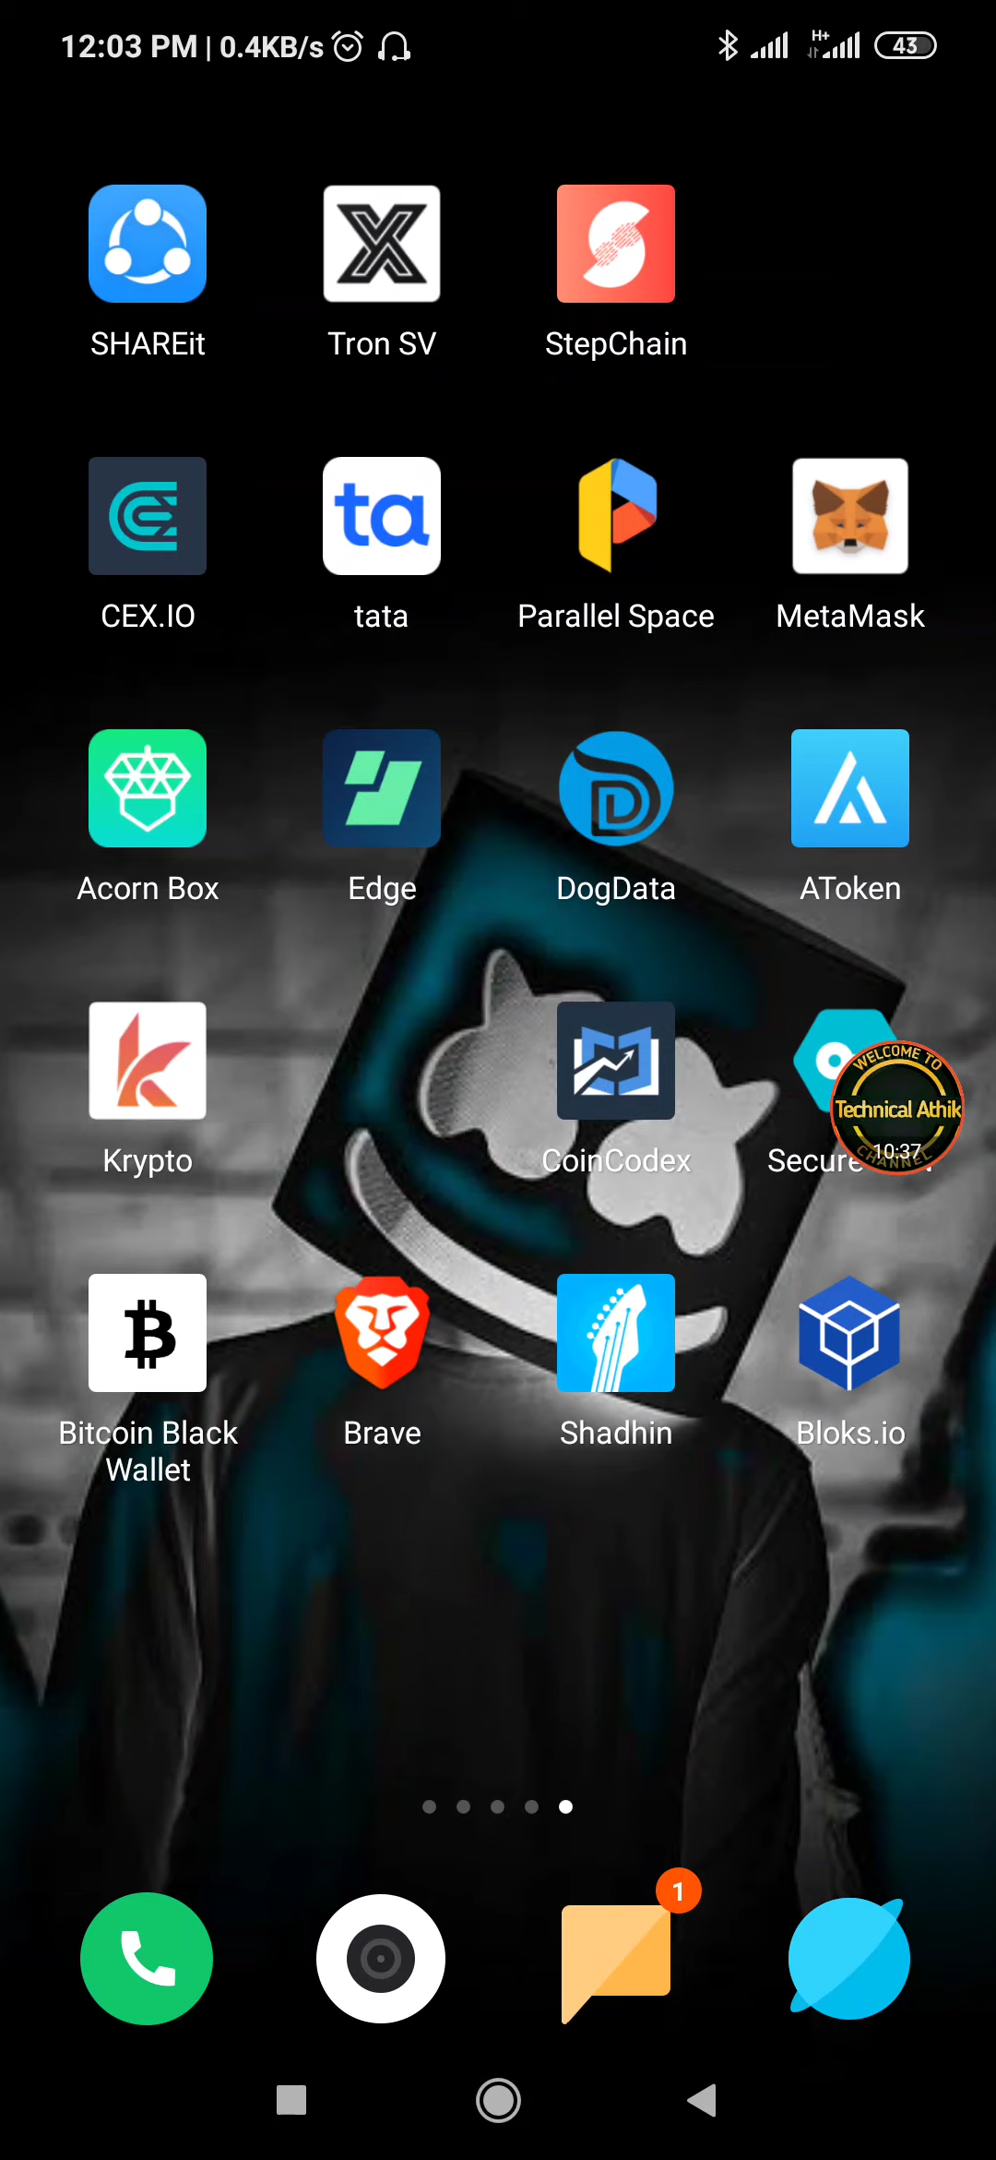 12:03 PM | 0.4KB/s
H+
43
SHAREit
Tron SV
StepChain
ta
CEX.IO
tata
Parallel Space
MetaMask
Acorn Box
Edge
DogData
AToken
WELCOME TO
Technical Athik
10:37
CHANNEL
Krypto
CoinCodex
Secure
Bitcoin Black
Wallet
Brave
Shadhin
Bloks.io
1